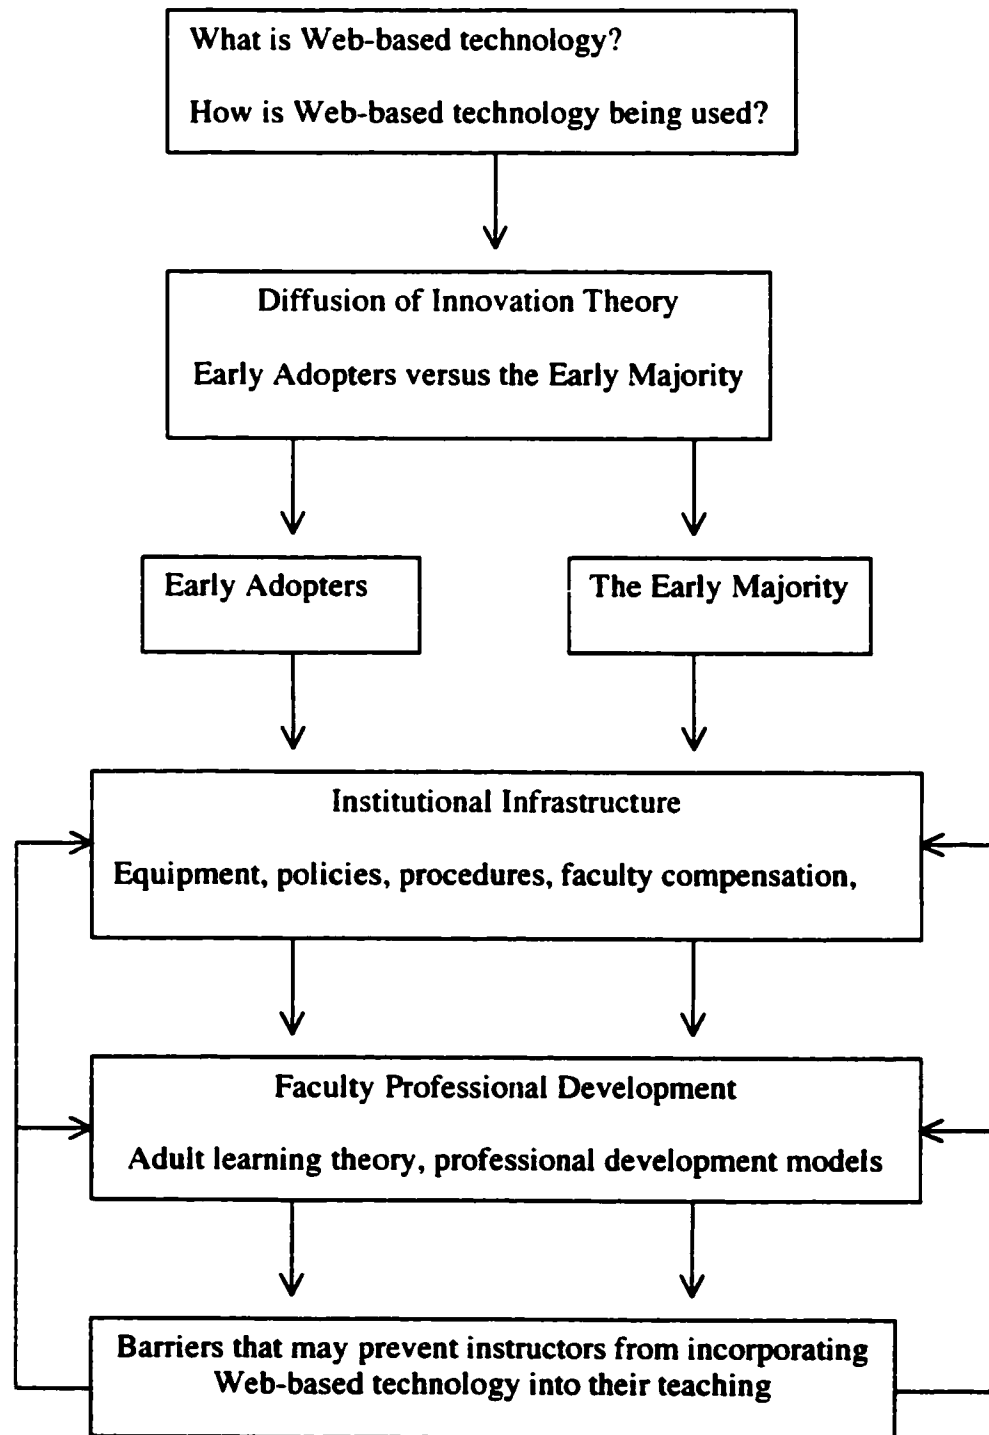 What is Web-based technology?
How is Web-based technology being used?
Diffusion of Innovation Theory
Early Adopters versus the Early Majority
Early Adopters
The Early Majority
Institutional Infrastructure
Equipment, policies, procedures, faculty compensation,
Faculty Professional Development
Adult learning theory, professional development models
Barriers that may prevent instructors from incorporating
Web-based technology into their teaching